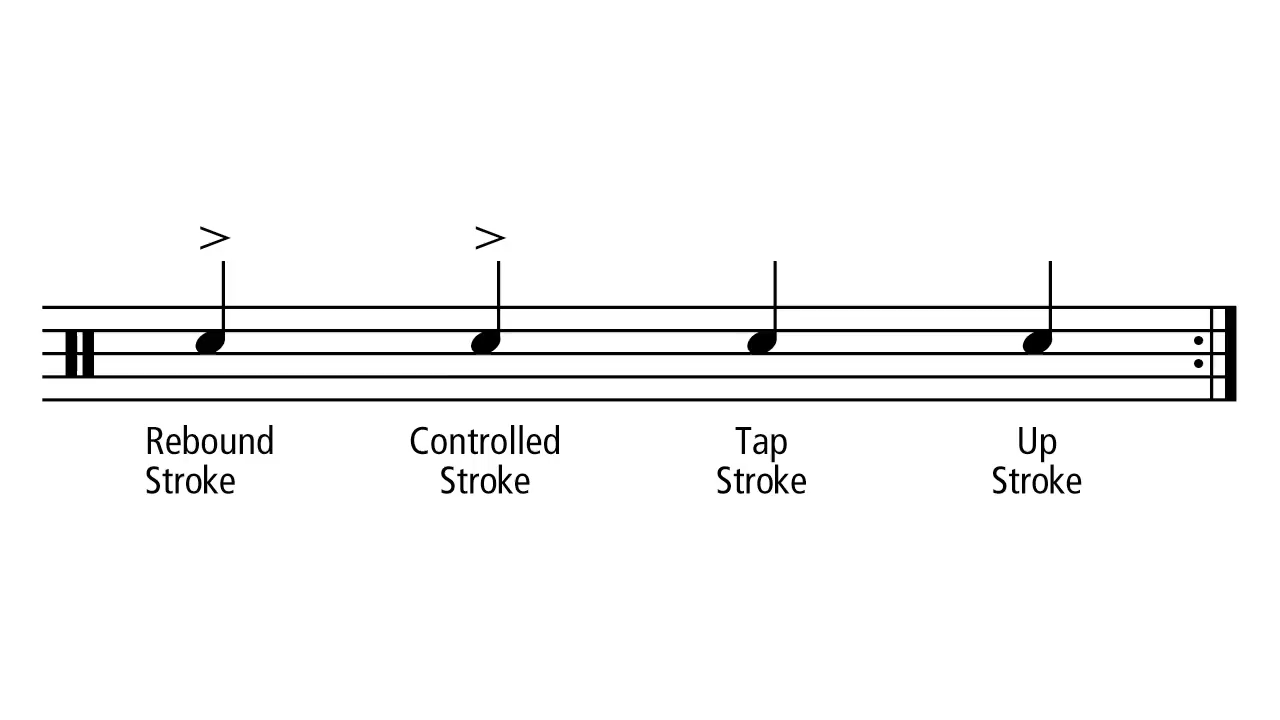 Rebound
Stroke
Controlled
Stroke
Tap
Stroke
Up
Stroke